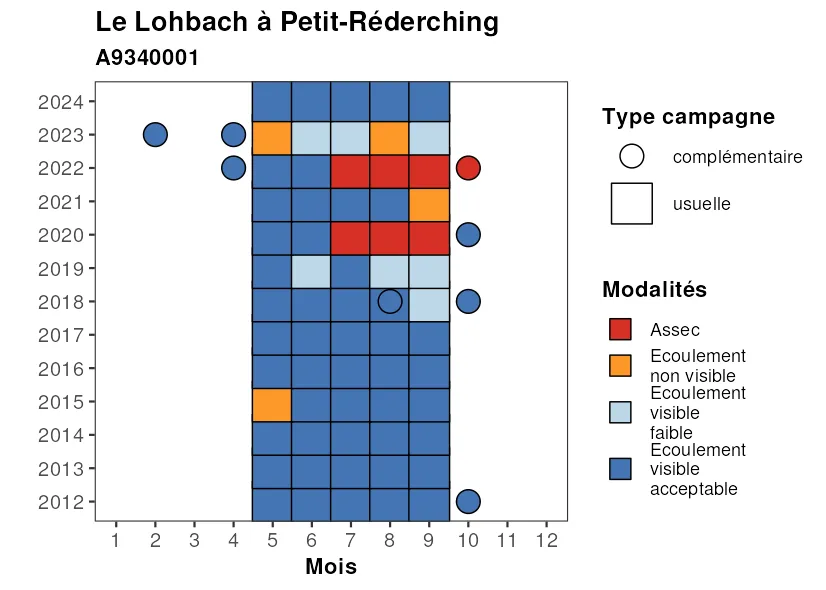 Le Lohbach à Petit-Réderching
A9340001
2024
2023
2022
2021
2020
2019
2018
2017
2016
2015
2014
2013
2012
1 2 3 4 5 6 7 8 9 10 11 12
Mois
Type campagne
complémentaire
usuelle
Modalités
Assec
Ecoulement
non visible
Ecoulement
visible
faible
Ecoulement
visible
acceptable